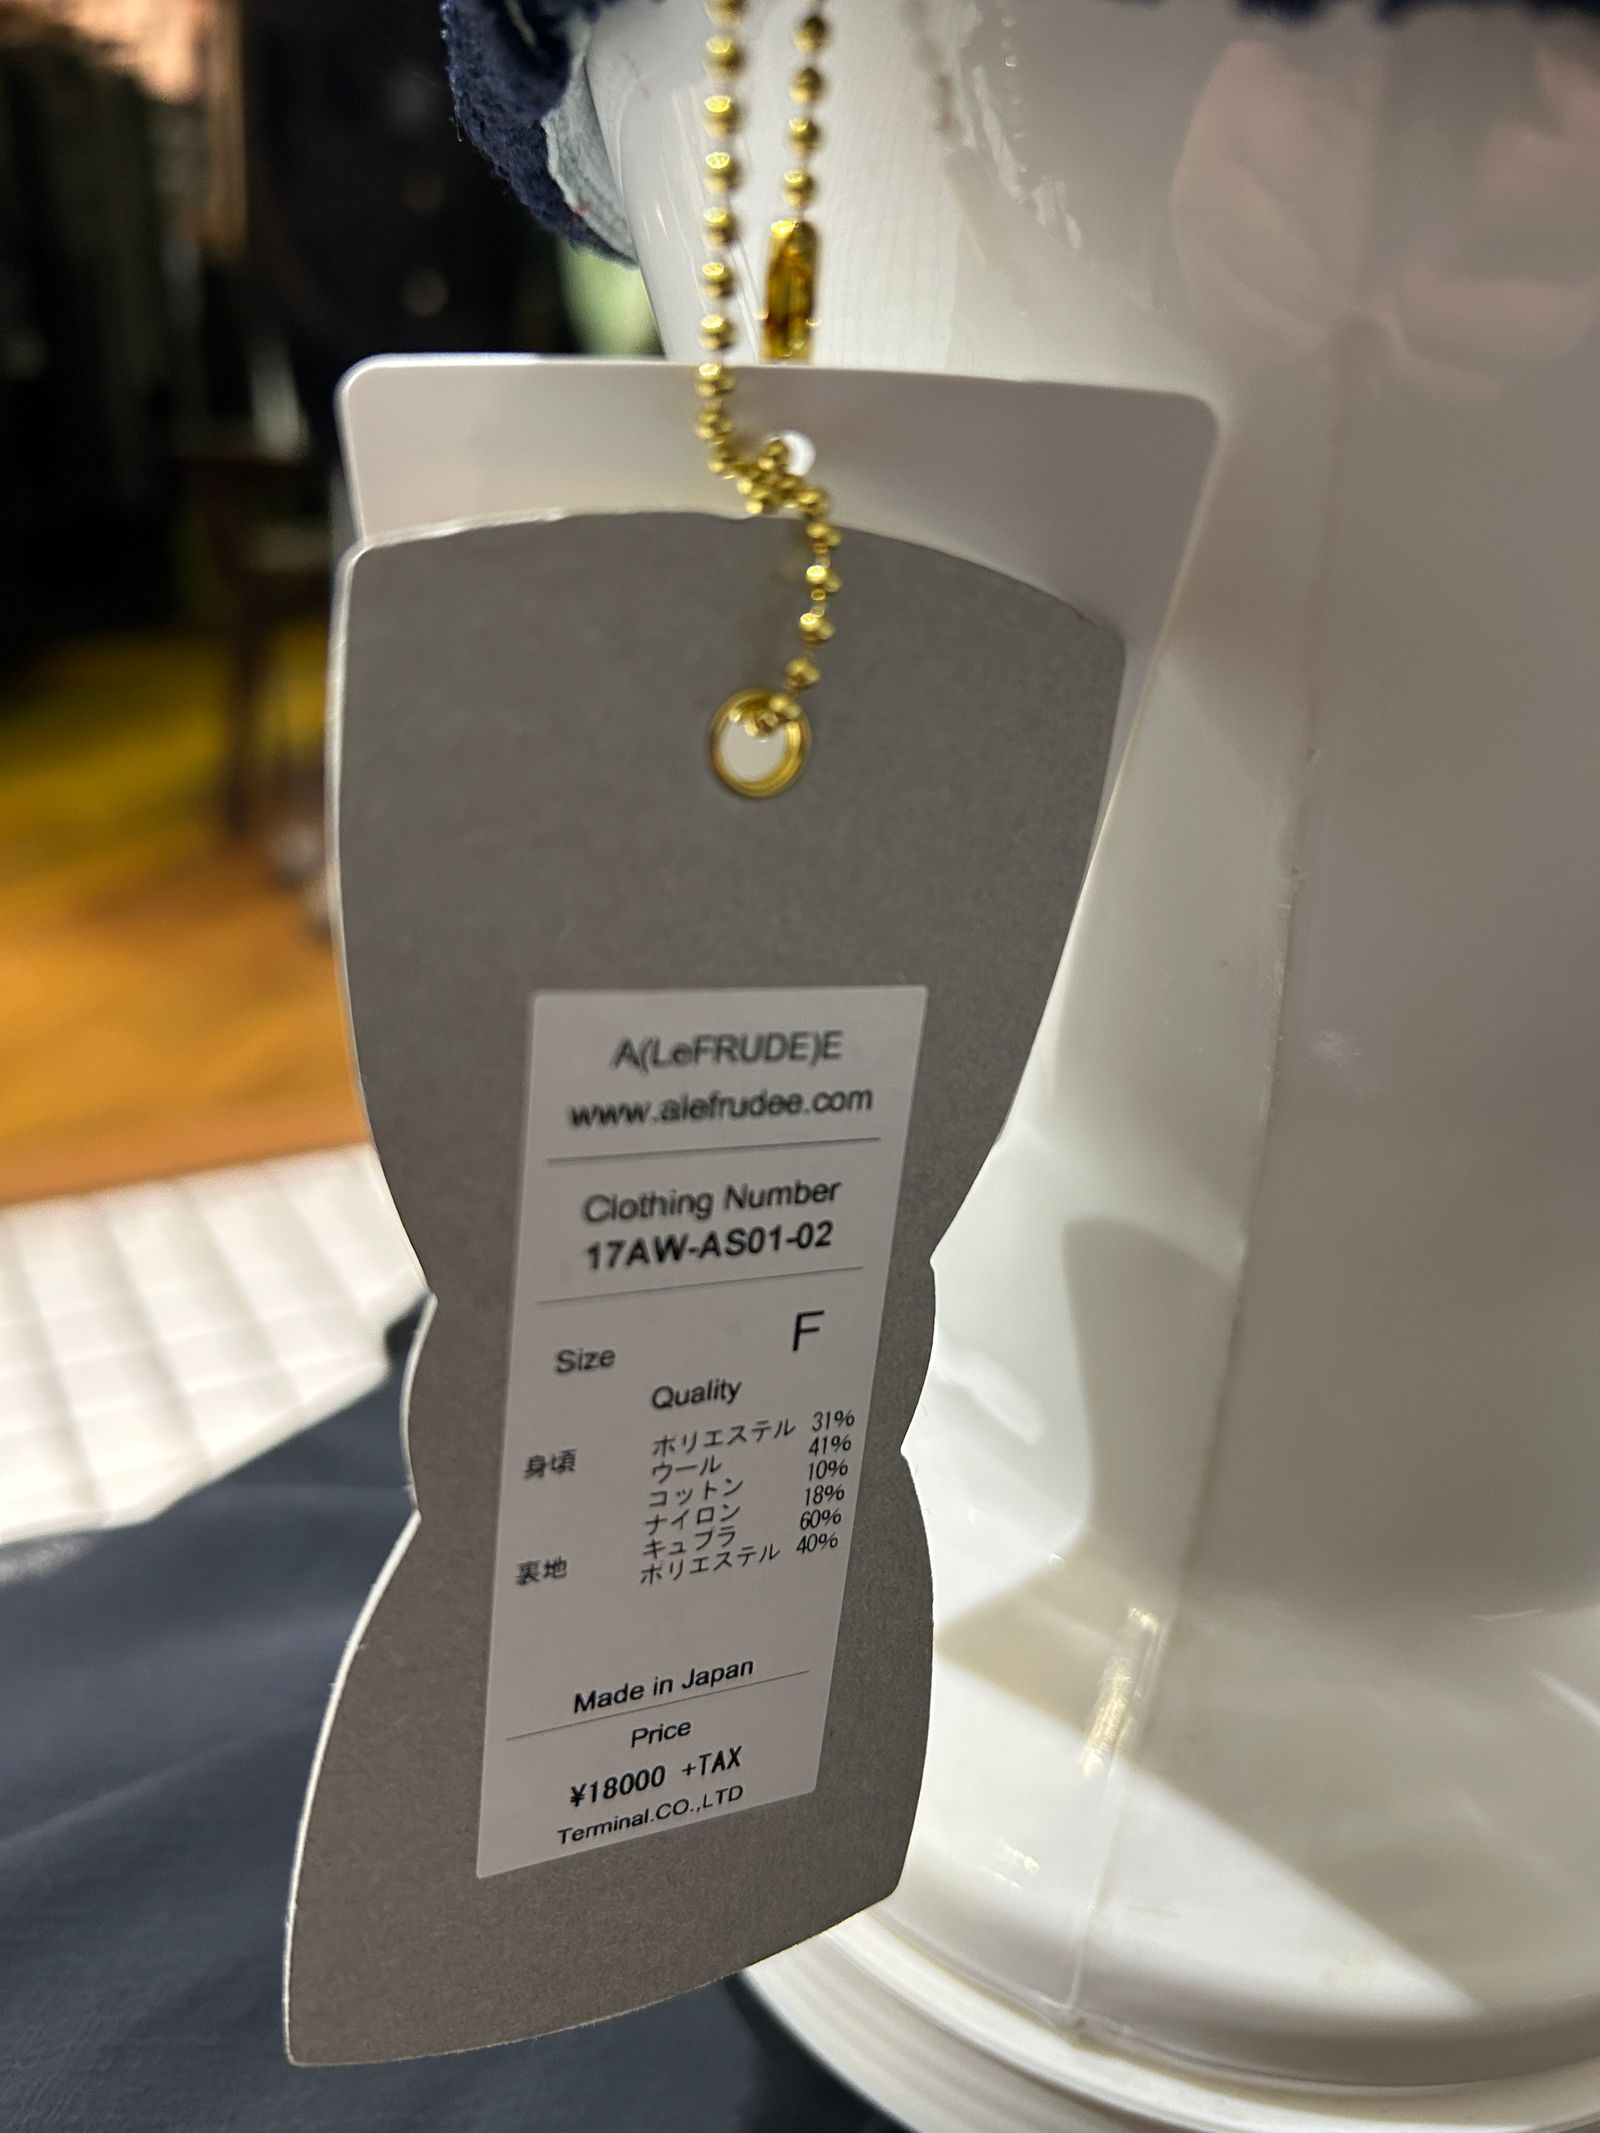 A(LeFRUDE)E
www.alefrudee.com
Clothing Number
17AW-AS01-02
Size F
Quality
身頃 ポリエステル 31%
ウール 41%
コットン 10%
ナイロン 18%
裏地 キュプラ 60%
ポリエステル 40%
Made in Japan
Price
¥18000 +TAX
Terminal.CO.,LTD